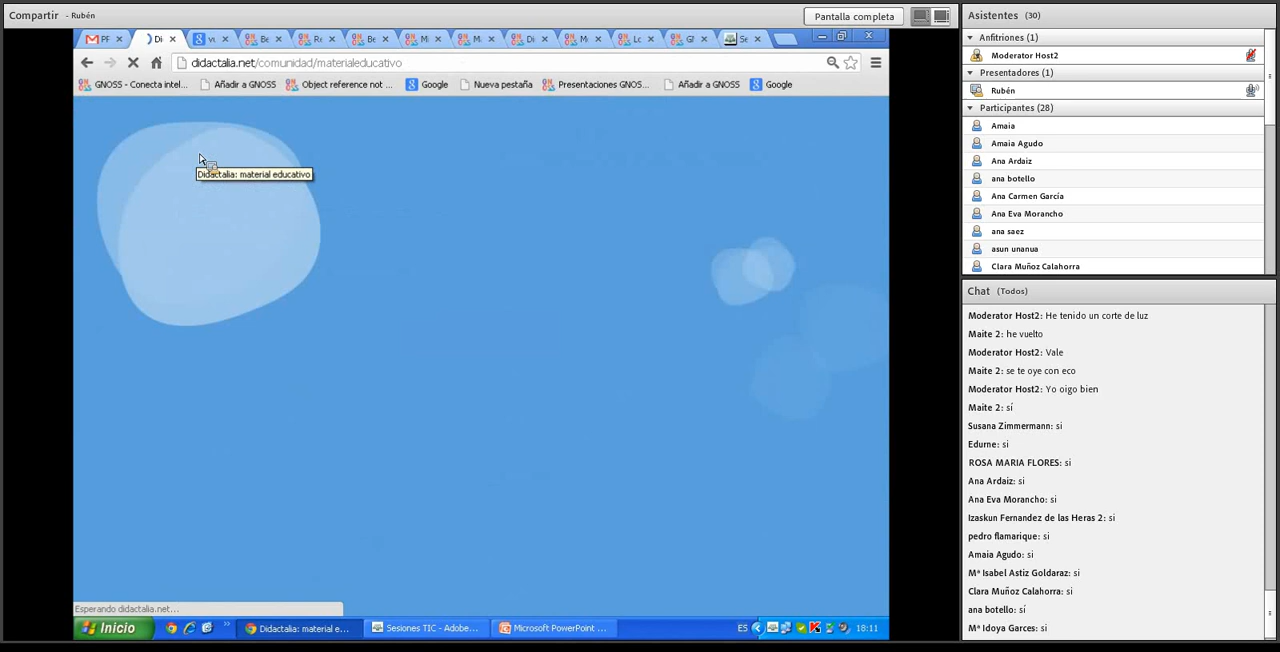 Compartir - Rubén
Pantalla completa
didactalia.net/comunidad/materialeducativo
GNOSS - Conecta intel... Añadir a GNOSS Object reference not ... Google Nueva pestaña Presentaciones GNOS... Añadir a GNOSS Google
Didactalia: material educativo
Esperando didactalia.net...
Inicio
Didactalia: material e...
Sesiones TIC - Adobe...
Microsoft PowerPoint ...
ES
18:11
Asistentes (30)
Anfitriones (1)
Moderator Host2
Presentadores (1)
Rubén
Participantes (28)
Amaia
Amaia Agudo
Ana Ardaiz
ana botello
Ana Carmen García
Ana Eva Morancho
ana saez
asun unanua
Clara Muñoz Calahorra
Chat (Todos)
Moderator Host2: He tenido un corte de luz
Maite 2: he vuelto
Moderator Host2: Vale
Maite 2: se te oye con eco
Moderator Host2: Yo oigo bien
Maite 2: sí
Susana Zimmermann: si
Edurne: si
ROSA MARIA FLORES: si
Ana Ardaiz: si
Ana Eva Morancho: si
Izaskun Fernandez de las Heras 2: si
pedro flamarique: si
Amaia Agudo: si
Mª Isabel Astiz Goldaraz: si
Clara Muñoz Calahorra: si
ana botello: sí
Mª Idoya Garces: si